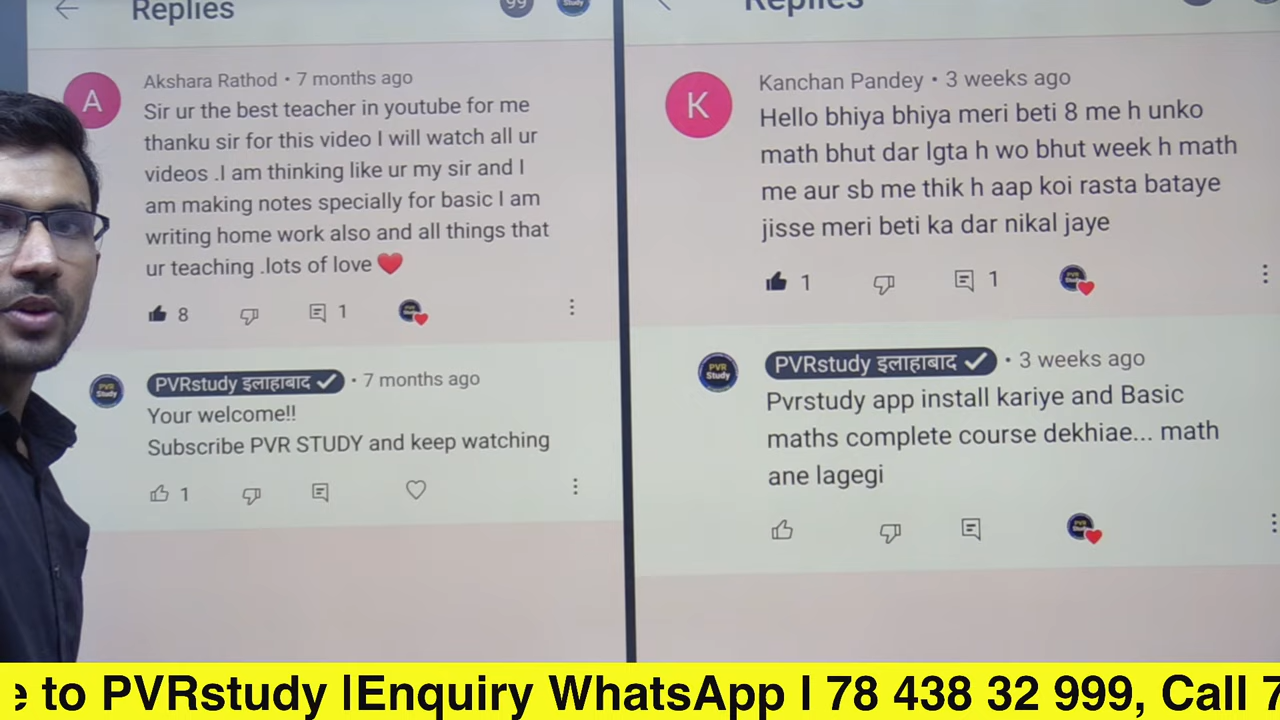 Replies
99
Study
Akshara Rathod • 7 months ago
A
Sir ur the best teacher in youtube for me
thanku sir for this video I will watch all ur
videos .I am thinking like ur my sir and I
am making notes specially for basic I am
writing home work also and all things that
ur teaching .lots of love ❤️
8
1
PVR
Study
PVRstudy इलाहाबाद ✔ • 7 months ago
Your welcome!!
Subscribe PVR STUDY and keep watching
1
Replies
Kanchan Pandey • 3 weeks ago
K
Hello bhiya bhiya meri beti 8 me h unko
math bhut dar lgta h wo bhut week h math
me aur sb me thik h aap koi rasta bataye
jisse meri beti ka dar nikal jaye
1
1
PVR
Study
PVRstudy इलाहाबाद ✔ • 3 weeks ago
Pvrstudy app install kariye and Basic
maths complete course dekhiae... math
ane lagegi
e to PVRstudy |Enquiry WhatsApp | 78 438 32 999, Call 7